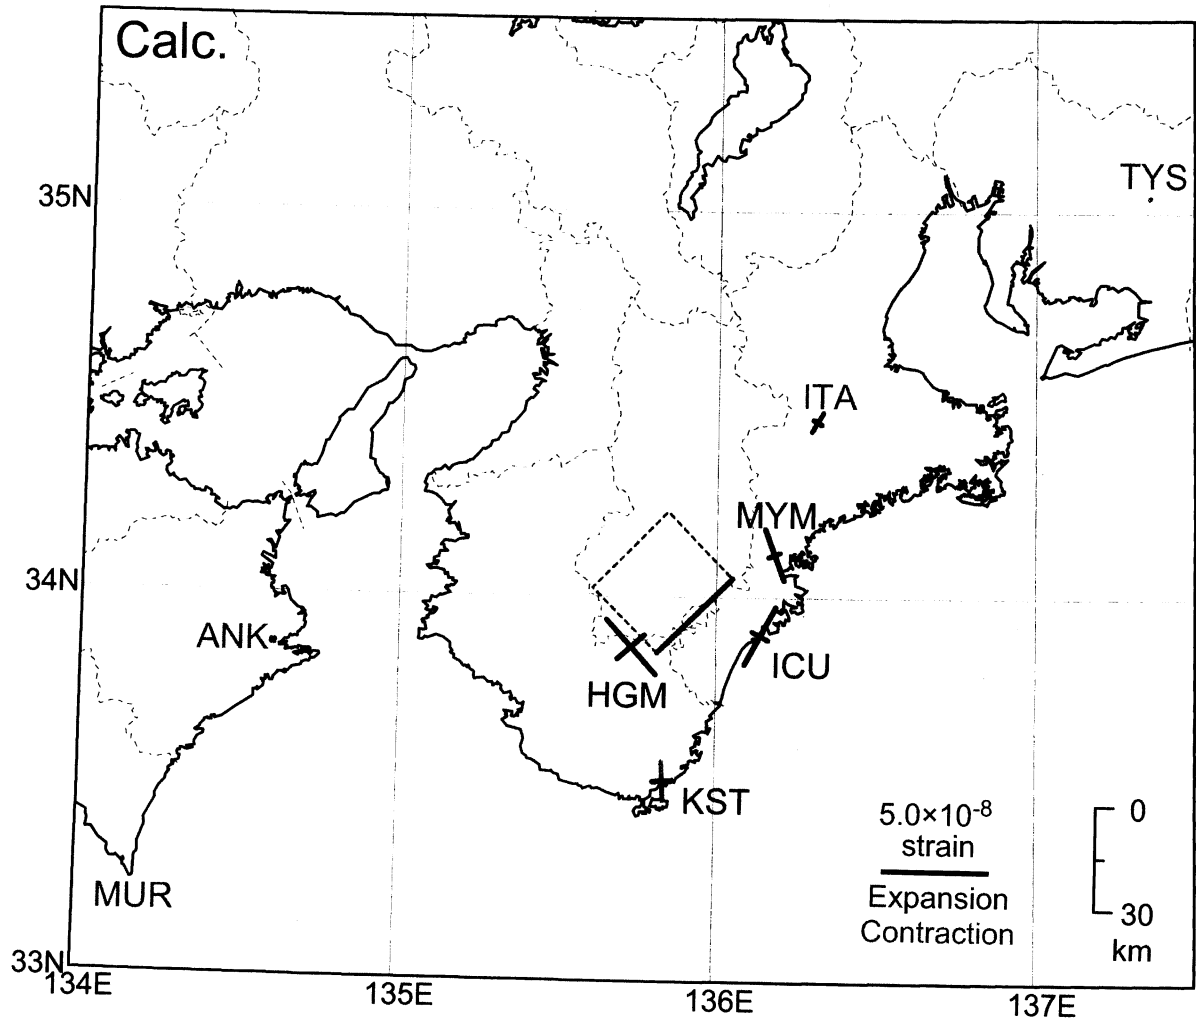 Calc.
35N
TYS
ITA
MYM
34N
ANK
ICU
HGM
KST
5.0×10-8
strain
0
MUR
Expansion
30
Contraction
km
33N
134E
135E
136E
137E